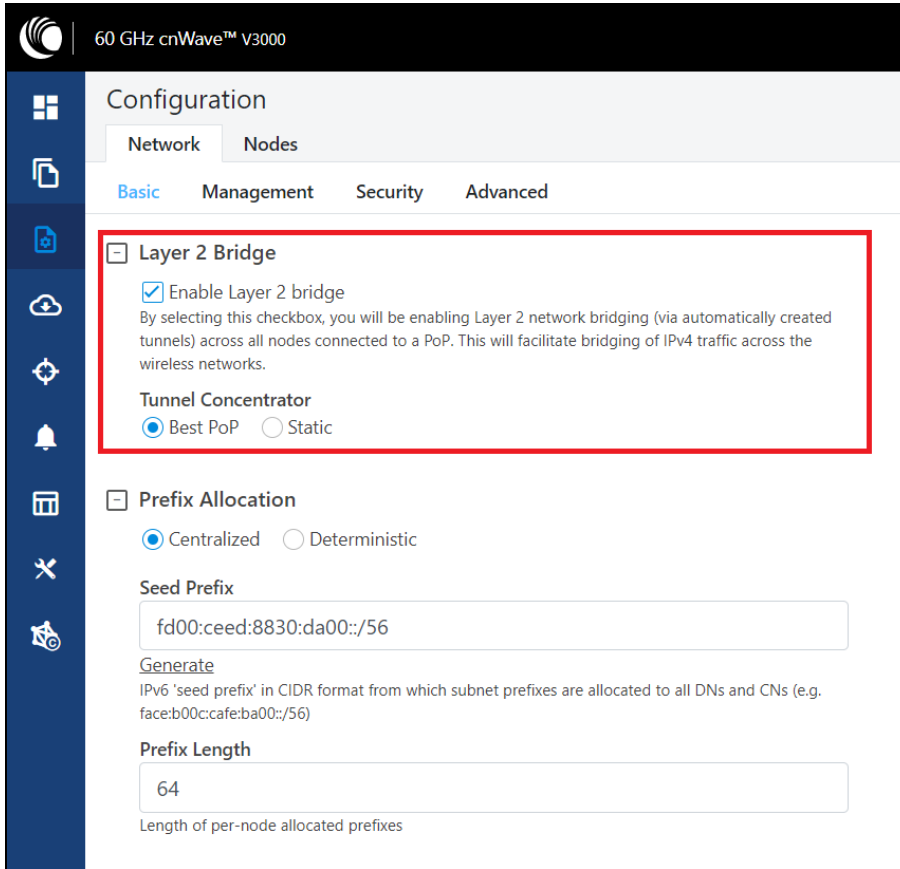 60 GHz cnWave™ V3000
Configuration
Network Nodes
Basic Management Security Advanced
Layer 2 Bridge
Enable Layer 2 bridge
By selecting this checkbox, you will be enabling Layer 2 network bridging (via automatically created
tunnels) across all nodes connected to a PoP. This will facilitate bridging of IPv4 traffic across the
wireless networks.
Tunnel Concentrator
Best PoP Static
Prefix Allocation
Centralized Deterministic
Seed Prefix
fd00:ceed:8830:da00::/56
Generate
IPv6 'seed prefix' in CIDR format from which subnet prefixes are allocated to all DNs and CNs (e.g.
face:b00c:cafe:ba00::/56)
Prefix Length
64
Length of per-node allocated prefixes